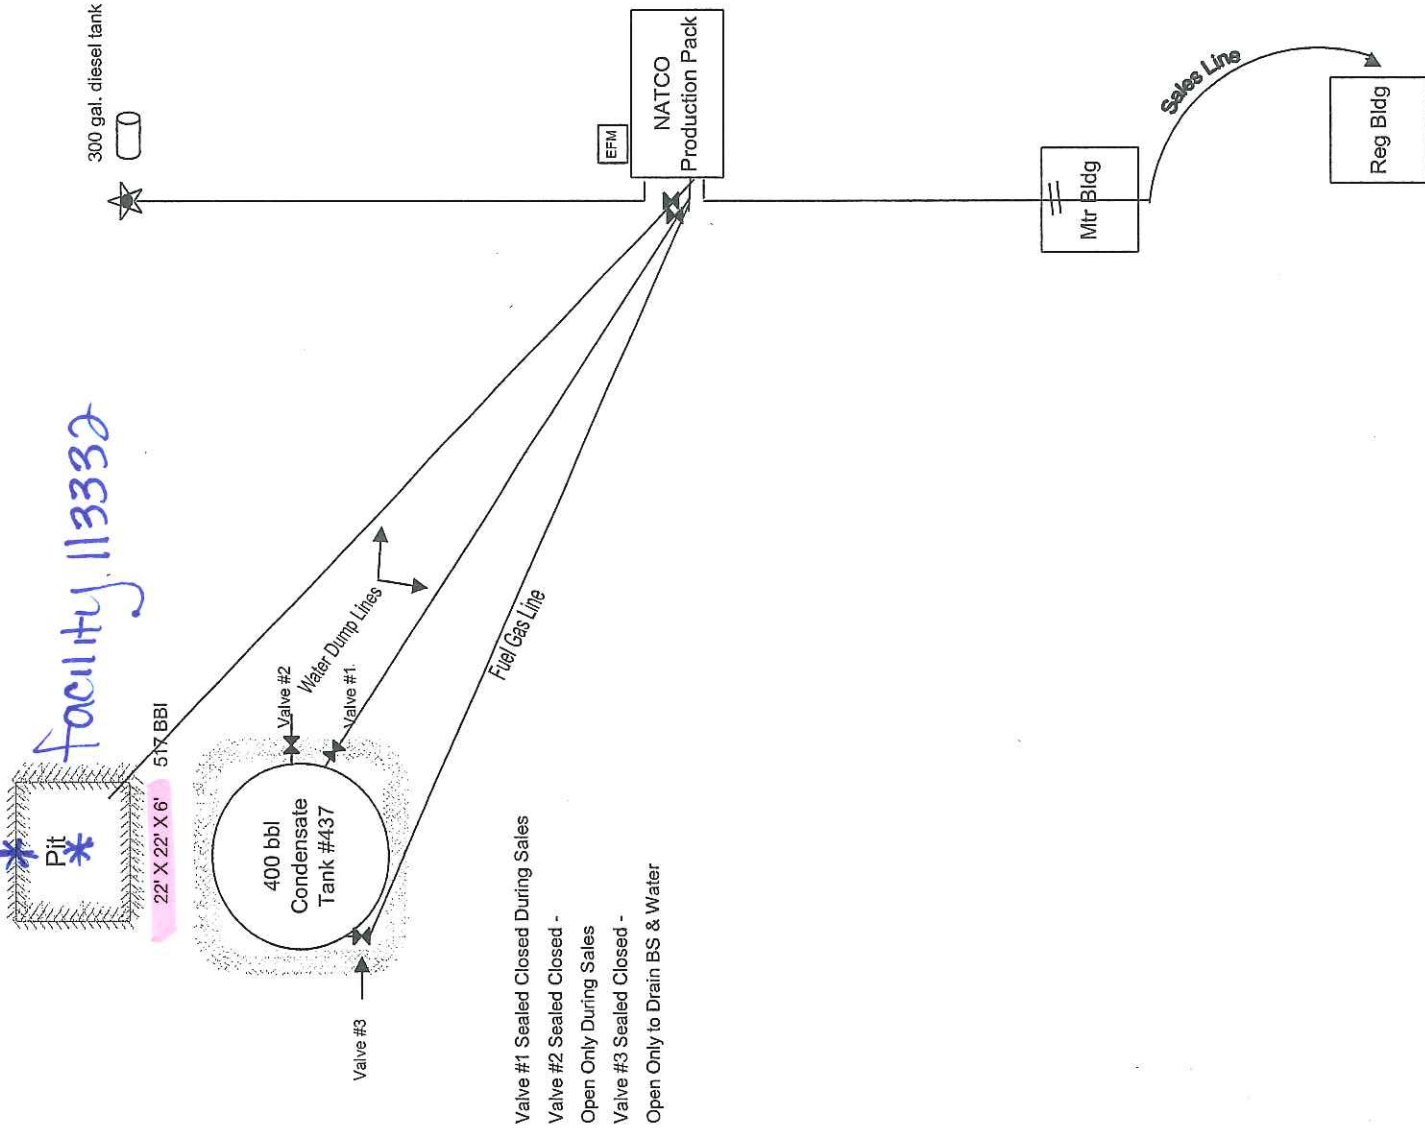 300 gal. diesel tank
NATCO
Production Pack
EFM
Sales Line
Reg Bldg
Mtr Bldg
Facility 113332
Pit
22' X 22' X 6'
517 BBl
400 bbl
Condensate
Tank #437
Valve #2
Water Dump Lines
Valve #1
Fuel Gas Line
Valve #3
Valve #1 Sealed Closed During Sales
Valve #2 Sealed Closed -
Open Only During Sales
Valve #3 Sealed Closed -
Open Only to Drain BS & Water